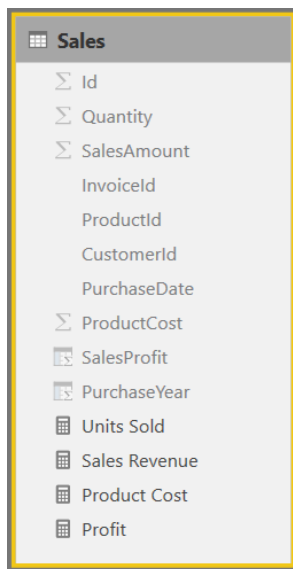 Sales
Id
Quantity
SalesAmount
InvoiceId
ProductId
CustomerId
PurchaseDate
ProductCost
SalesProfit
PurchaseYear
Units Sold
Sales Revenue
Product Cost
Profit